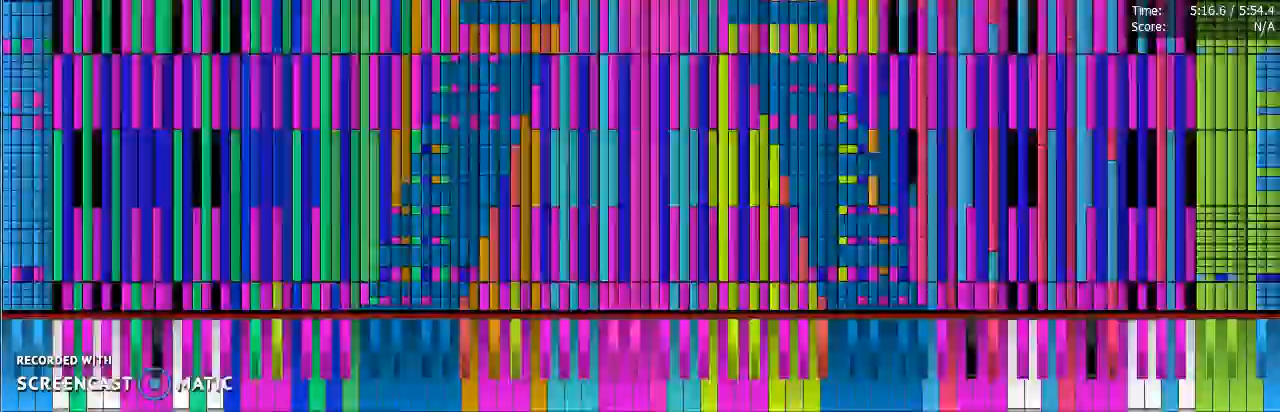 Time: 5:16.6 / 5:54.4
Score: N/A
RECORDED WITH
SCREENCAST MATIC